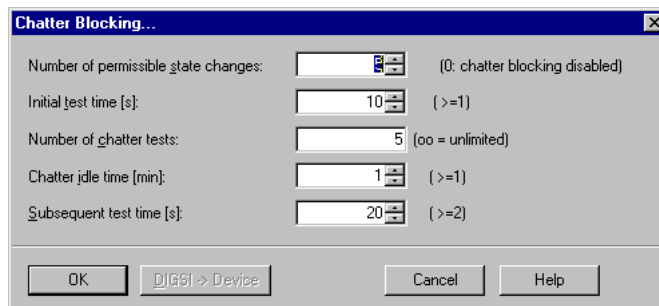 Chatter Blocking...
Number of permissible state changes: (0: chatter blocking disabled)
Initial test time [s]: 10 ( >=1)
Number of chatter tests: 5 (oo = unlimited)
Chatter idle time [min]: 1 ( >=1)
Subsequent test time [s]: 20 ( >=2)
OK DIGSI -> Device Cancel Help